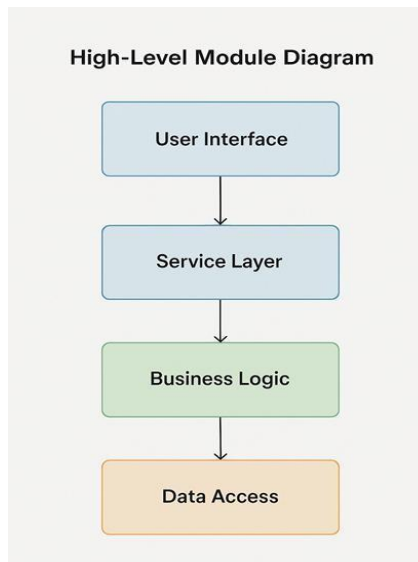 High-Level Module Diagram
User Interface
Service Layer
Business Logic
Data Access